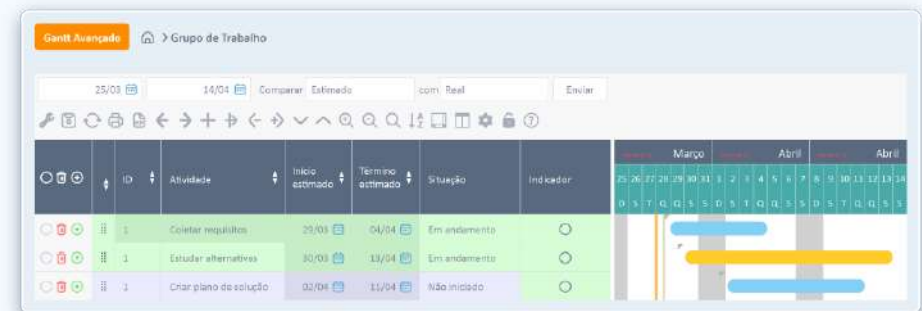 Gantt Avançado > Grupo de Trabalho
25/03 14/04 Comparar Estimado com Real Enviar
Março Abril Abril
ID Atividade Início estimado Término estimado Situação Indicador
25 26 27 28 29 30 31 1 2 3 4 5 6 7 8 9 10 11 12 13 14
D S T Q Q S S D S T Q Q S S D S T Q Q S S
1 Coletar requisitos 29/03 04/04 Em andamento
1 Estudar alternativas 30/03 13/04 Em andamento
1 Criar plano de solução 02/04 11/04 Não iniciado